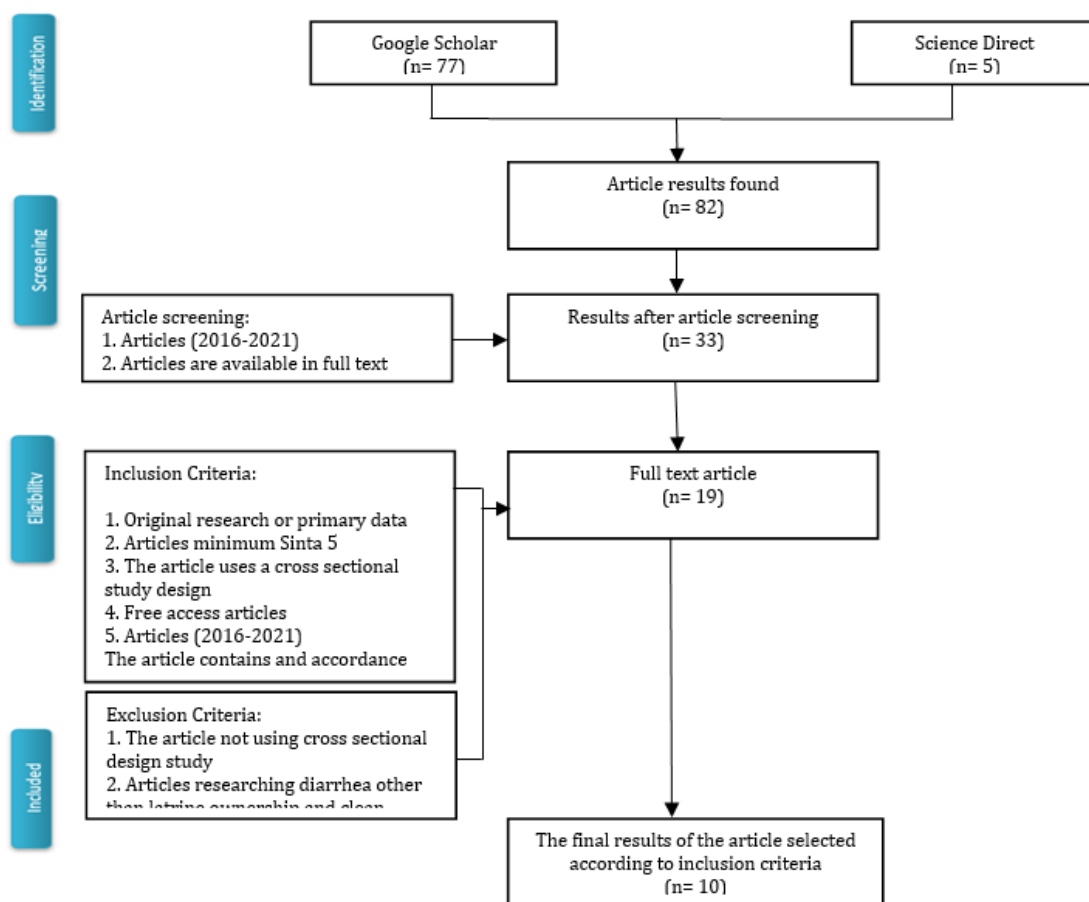 Identification
Google Scholar
(n= 77)
Science Direct
(n= 5)
Article results found
(n= 82)
Screening
Article screening:
1. Articles (2016-2021)
2. Articles are available in full text
Results after article screening
(n= 33)
Eligibility
Inclusion Criteria:
1. Original research or primary data
2. Articles minimum Sinta 5
3. The article uses a cross sectional
study design
4. Free access articles
5. Articles (2016-2021)
The article contains and accordance
Full text article
(n= 19)
Exclusion Criteria:
1. The article not using cross sectional
design study
2. Articles researching diarrhea other
than latrine ownership and clean
Included
The final results of the article selected
according to inclusion criteria
(n= 10)